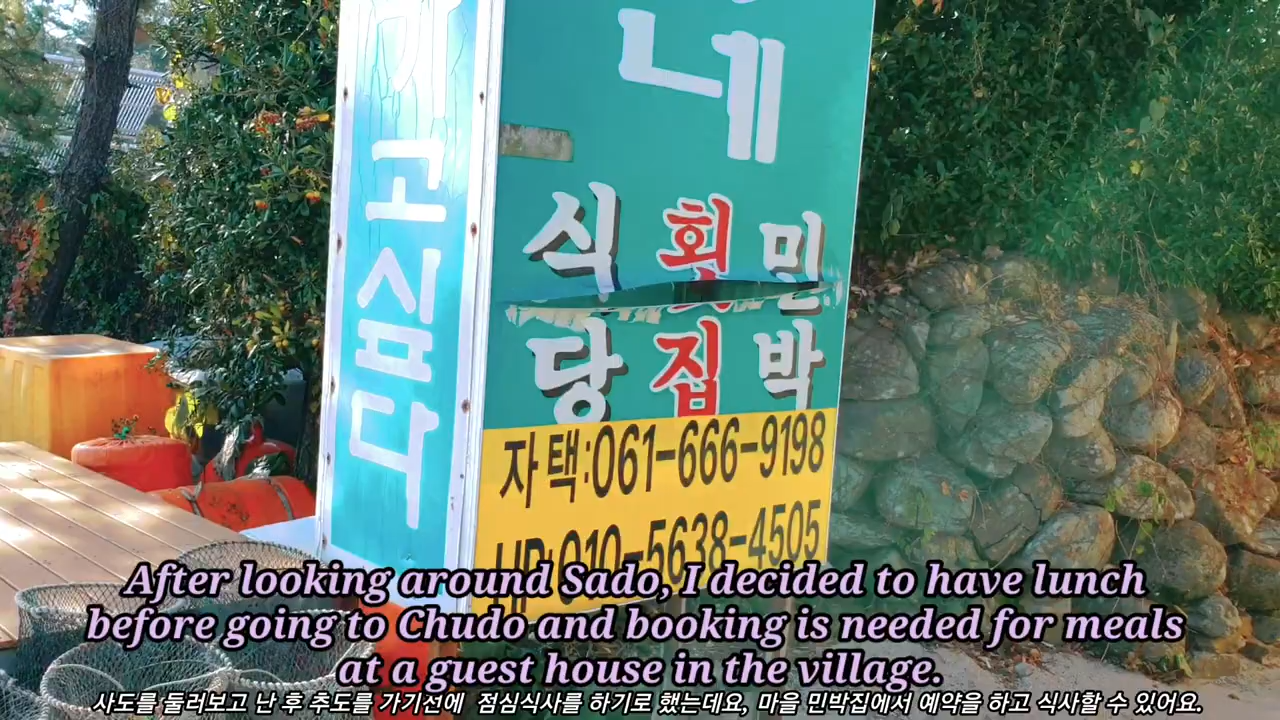 고싶다
네
식당
횟집
민박
자택:061-666-9198
HP:010-5638-4505
After looking around Sado, I decided to have lunch
before going to Chudo and booking is needed for meals
at a guest house in the village.
사도를 둘러보고 난 후 추도를 가기전에 점심식사를 하기로 했는데요, 마을 민박집에서 예약을 하고 식사할 수 있어요.